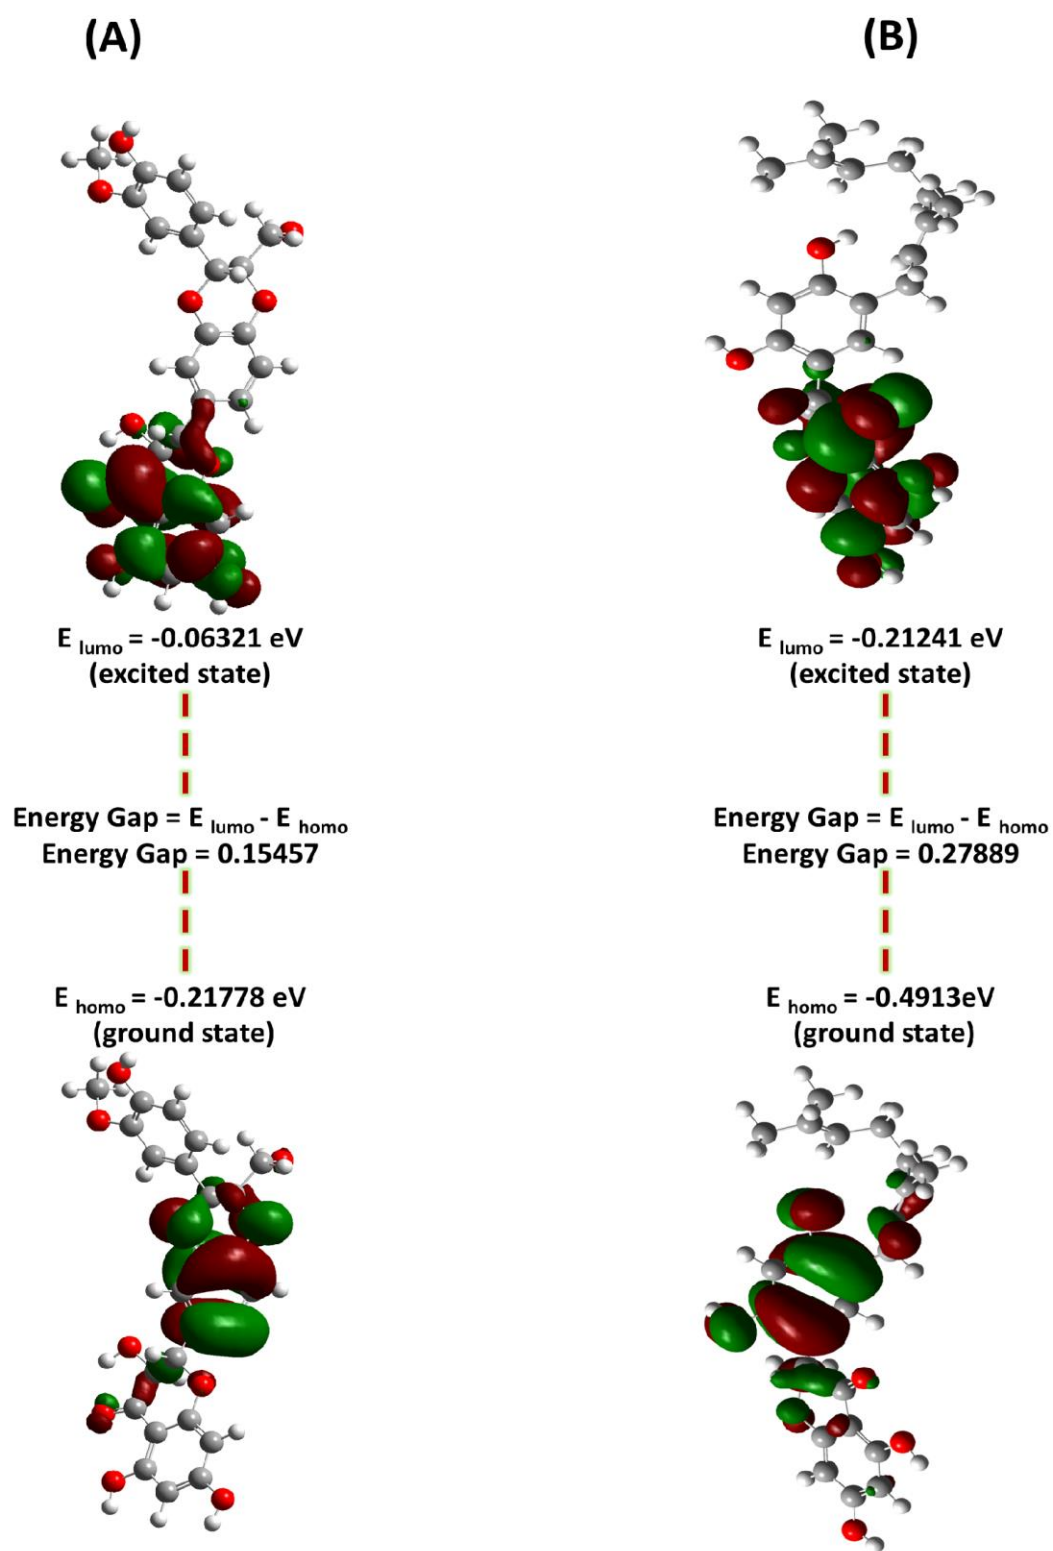 (A)
(B)
E lumo = -0.06321 eV
(excited state)
E lumo = -0.21241 eV
(excited state)
Energy Gap = E lumo - E homo
Energy Gap = 0.15457
Energy Gap = E lumo - E homo
Energy Gap = 0.27889
E homo = -0.21778 eV
(ground state)
E homo = -0.4913eV
(ground state)